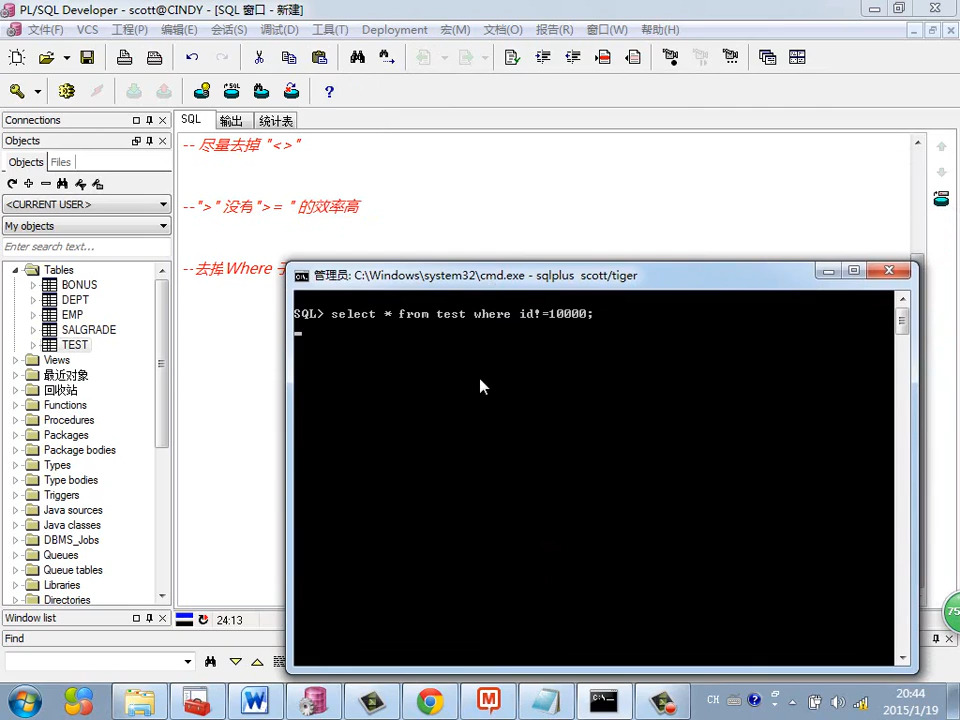 PL/SQL Developer - scott@CINDY - [SQL 窗口 - 新建]
文件(F) VCS 工程(P) 编辑(E) 会话(S) 调试(D) 工具(T) Deployment 宏(M) 文档(O) 报告(R) 窗口(W) 帮助(H)
Connections
Objects
Objects Files
<CURRENT USER>
My objects
Enter search text...
Tables
BONUS
DEPT
EMP
SALGRADE
TEST
Views
最近对象
回收站
Functions
Procedures
Packages
Package bodies
Types
Type bodies
Triggers
Java sources
Java classes
DBMS_Jobs
Queues
Queue tables
Libraries
Directories
Window list
Find
SQL 输出 统计表
-- 尽量去掉 "<>"
--">" 没有">= " 的效率高
--去掉Where 子
管理员: C:\Windows\system32\cmd.exe - sqlplus scott/tiger
SQL> select * from test where id!=10000;
24:13
75
CH
20:44
2015/1/19